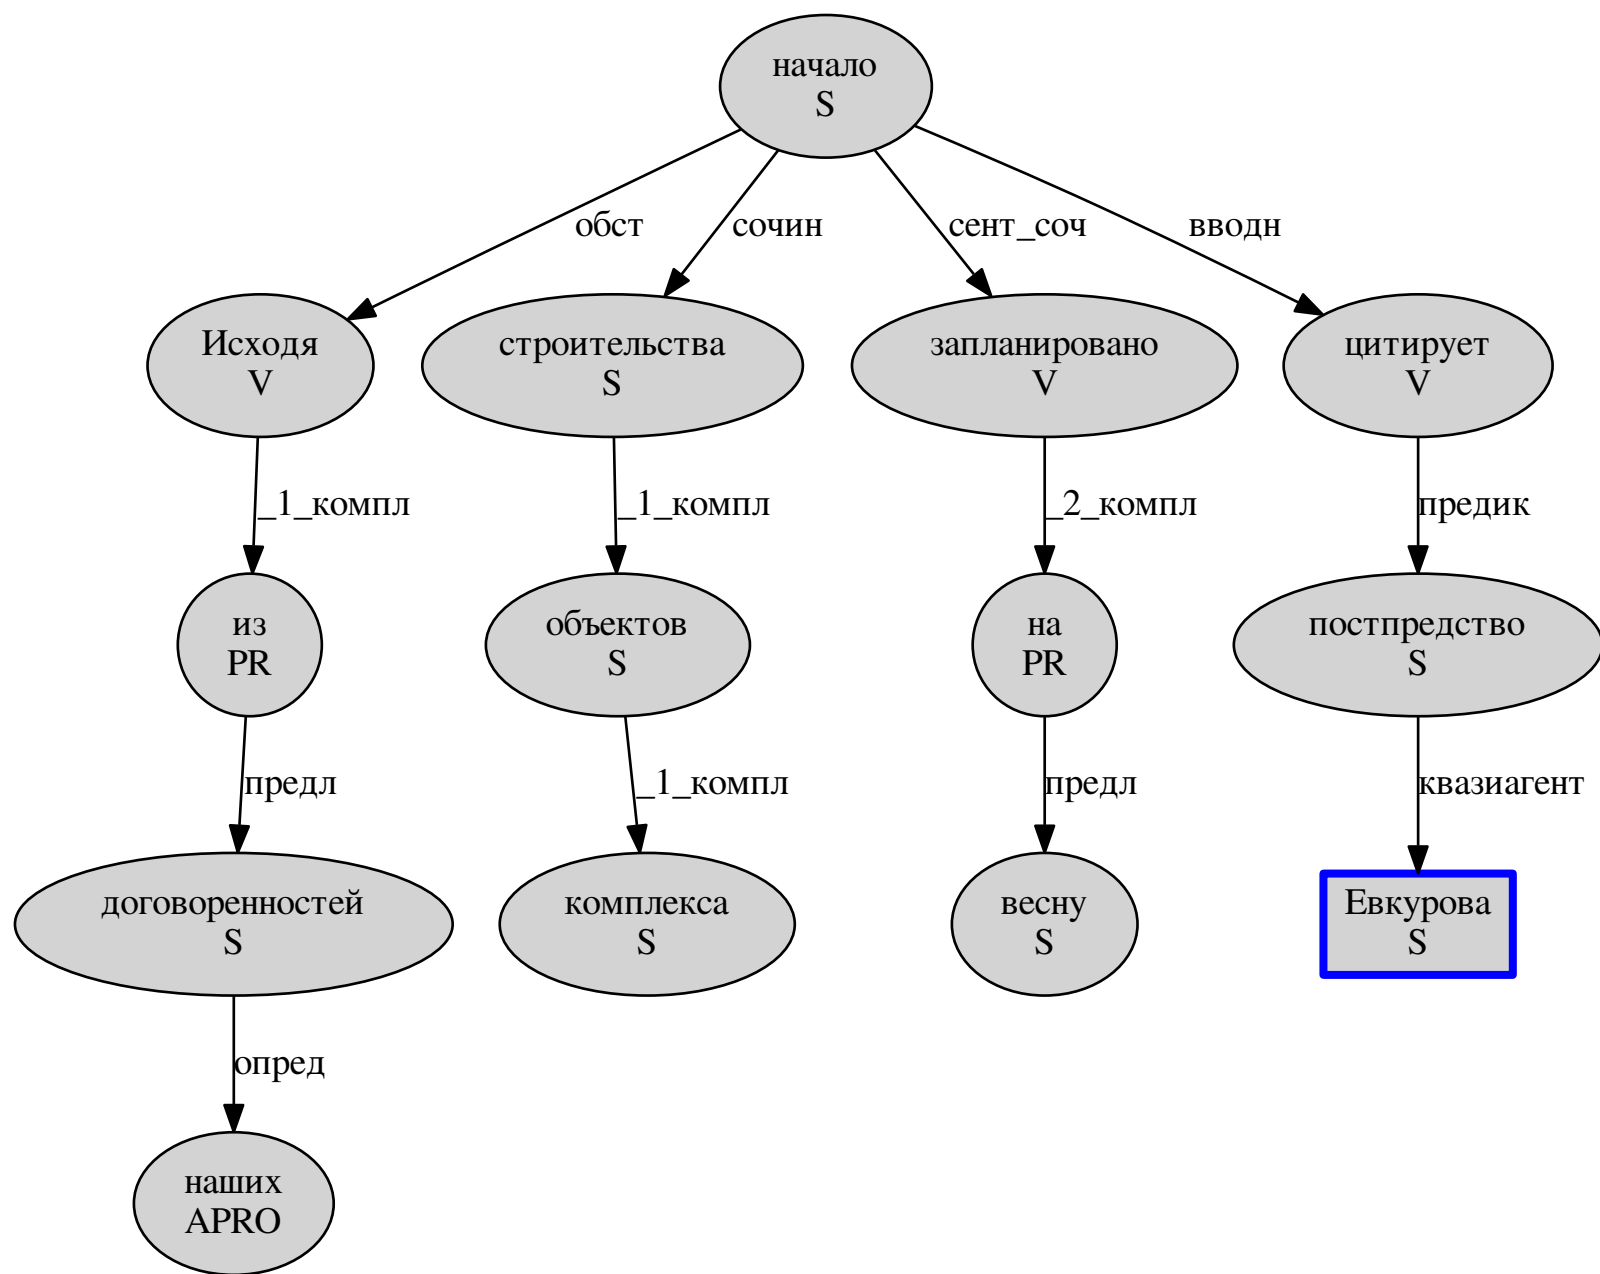 начало
S
обст
сочин
сент_соч
вводн
Исходя
V
строительства
S
запланировано
V
цитирует
V
_1_компл
_1_компл
_2_компл
предик
из
PR
объектов
S
на
PR
постпредство
S
предл
_1_компл
предл
квазиагент
договоренностей
S
комплекса
S
весну
S
Евкурова
S
опред
наших
APRO